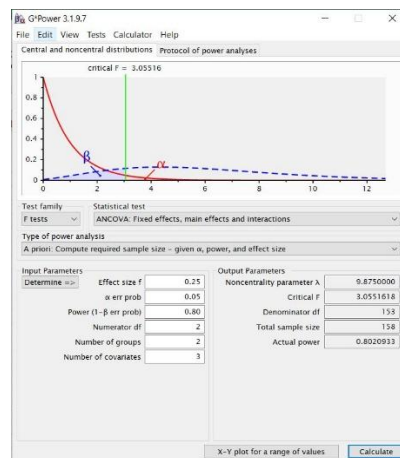 G*Power 3.1.9.7
File Edit View Tests Calculator Help
Central and noncentral distributions Protocol of power analyses
critical F = 3.05516
1
0.8
0.6
0.4
0.2
0
β
α
0 2 4 6 8 10 12
Test family Statistical test
F tests ANCOVA: Fixed effects, main effects and interactions
Type of power analysis
A priori: Compute required sample size - given α, power, and effect size
Input Parameters Output Parameters
Determine => Effect size f 0.25 Noncentrality parameter λ 9.8750000
α err prob 0.05 Critical F 3.0551618
Power (1-β err prob) 0.80 Denominator df 153
Numerator df 2 Total sample size 158
Number of groups 2 Actual power 0.8020933
Number of covariates 3
X-Y plot for a range of values Calculate